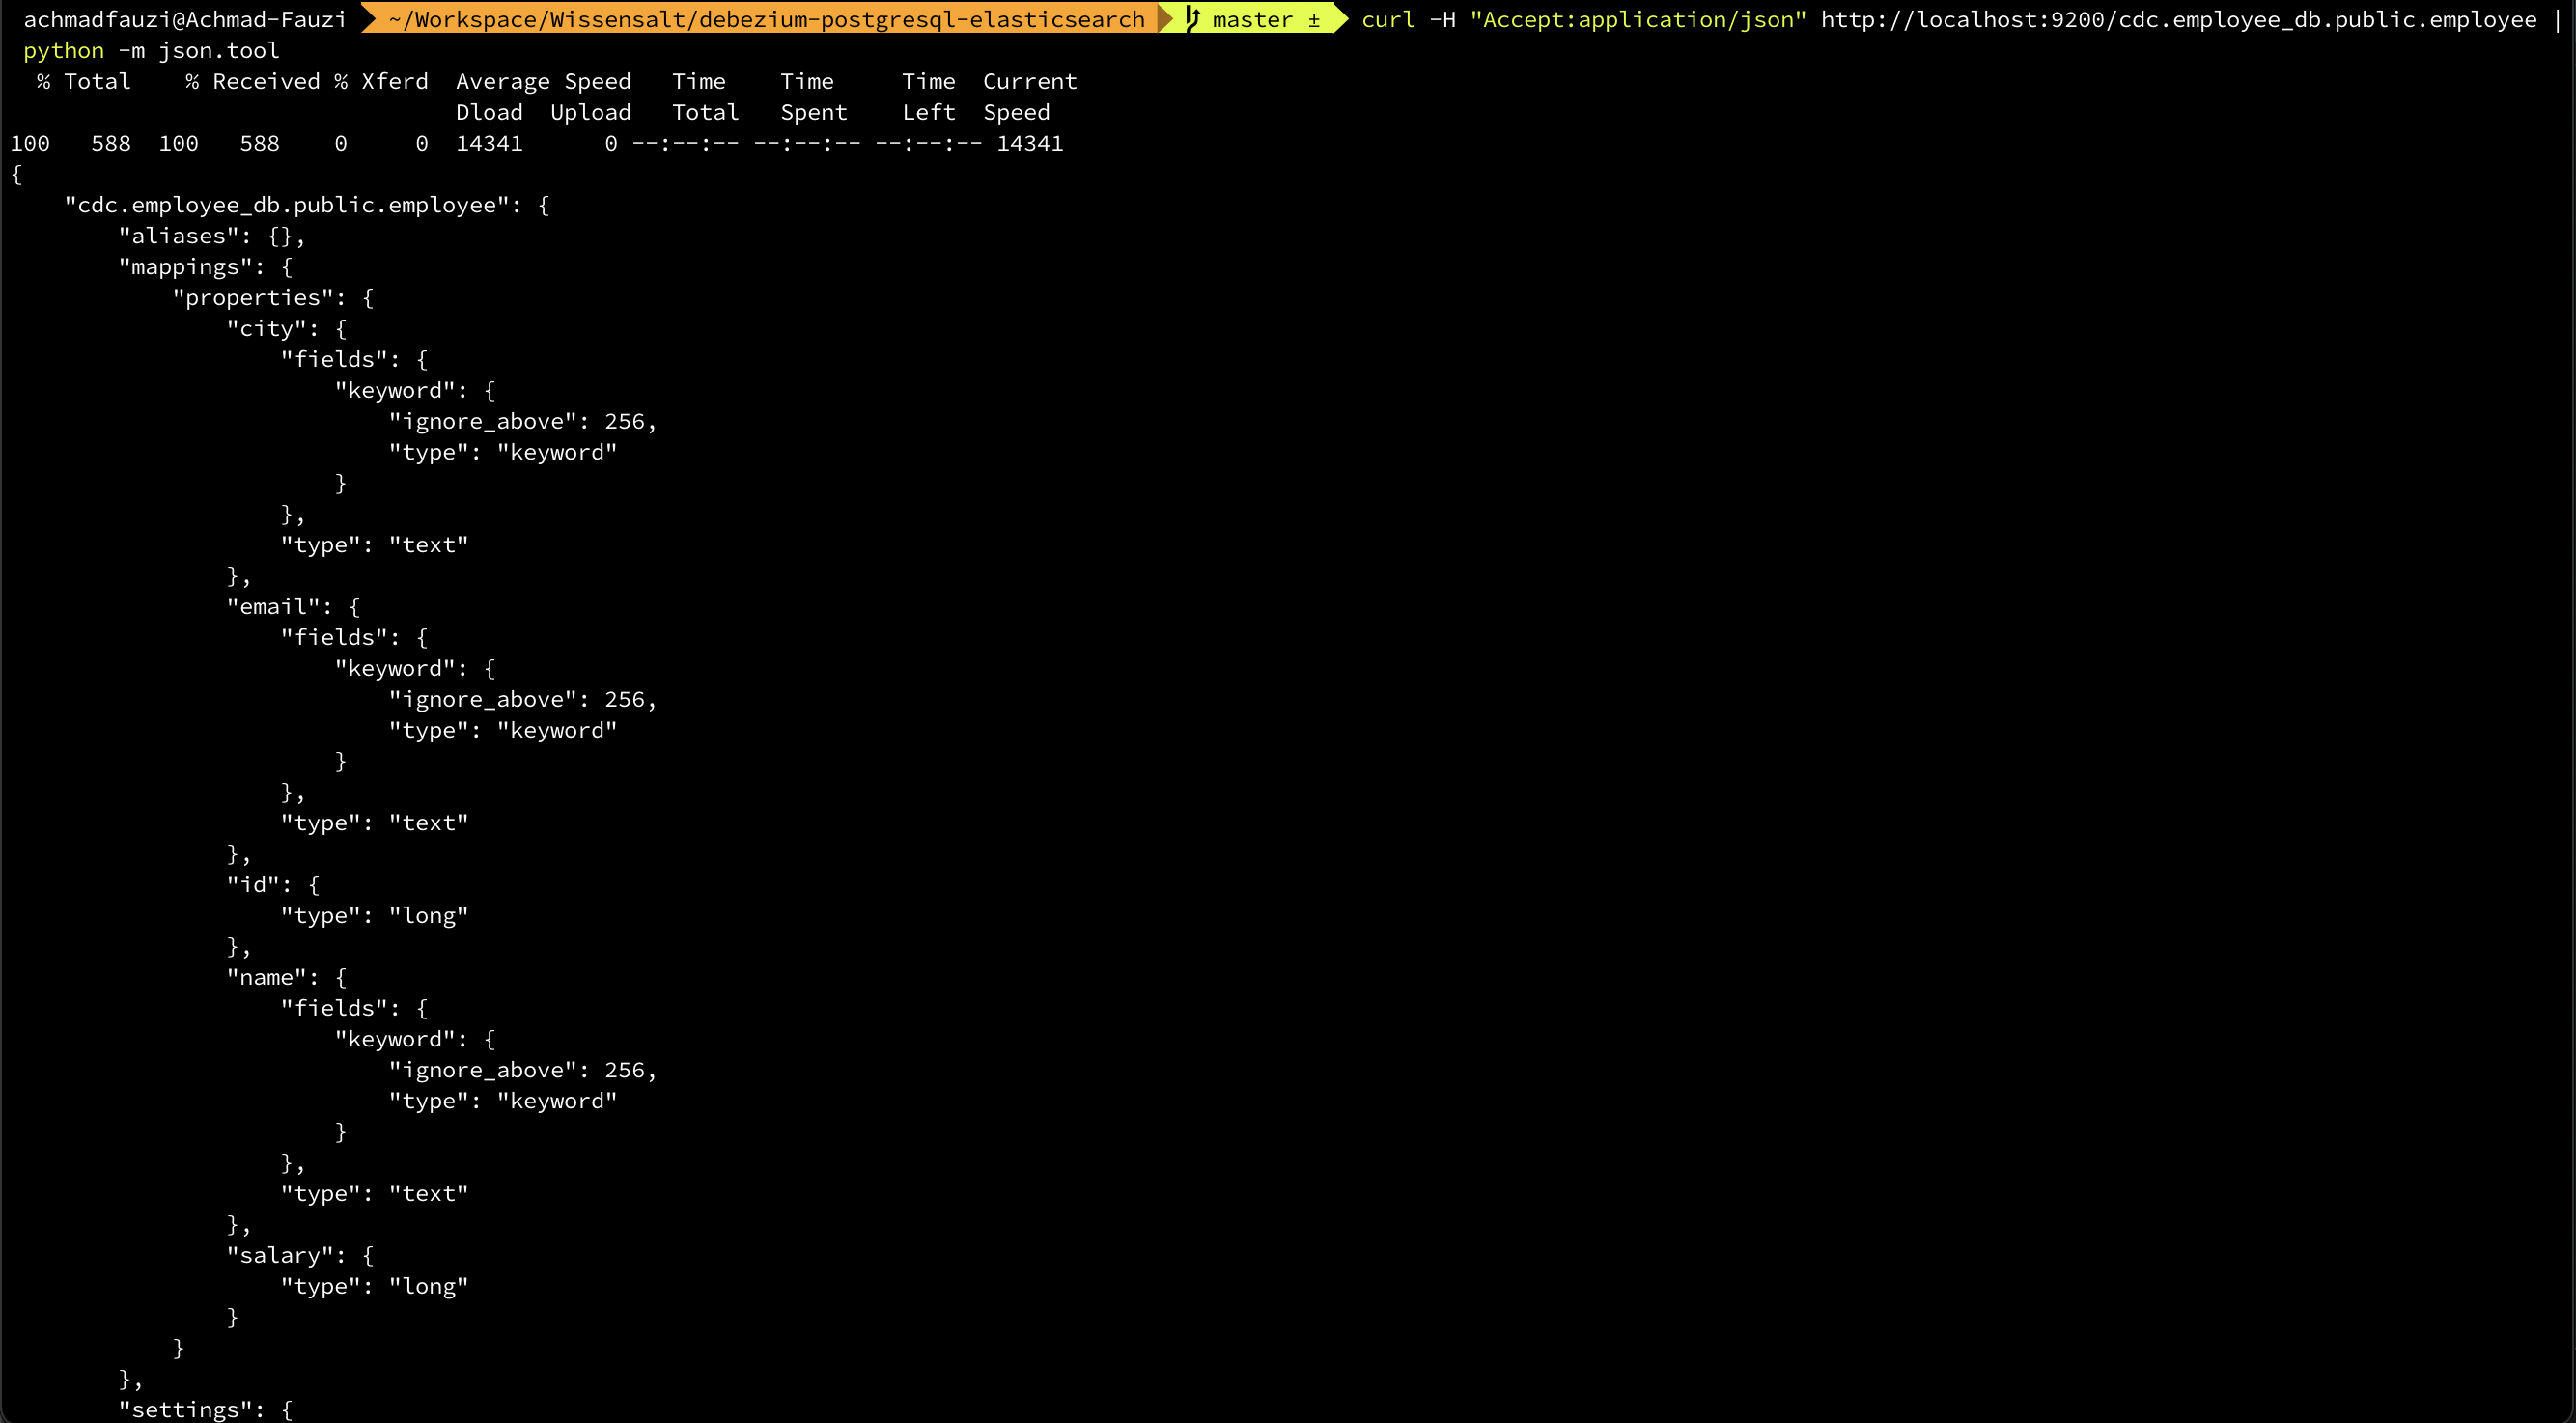 achmadfauzi@Achmad-Fauzi ~/Workspace/Wissensalt/debezium-postgresql-elasticsearch master ± curl -H "Accept:application/json" http://localhost:9200/cdc.employee_db.public.employee |
python -m json.tool
  % Total    % Received % Xferd  Average Speed   Time    Time     Time  Current
                                 Dload  Upload   Total   Spent    Left  Speed
100   588  100   588    0     0  14341      0 --:--:-- --:--:-- --:--:-- 14341
{
    "cdc.employee_db.public.employee": {
        "aliases": {},
        "mappings": {
            "properties": {
                "city": {
                    "fields": {
                        "keyword": {
                            "ignore_above": 256,
                            "type": "keyword"
                        }
                    },
                    "type": "text"
                },
                "email": {
                    "fields": {
                        "keyword": {
                            "ignore_above": 256,
                            "type": "keyword"
                        }
                    },
                    "type": "text"
                },
                "id": {
                    "type": "long"
                },
                "name": {
                    "fields": {
                        "keyword": {
                            "ignore_above": 256,
                            "type": "keyword"
                        }
                    },
                    "type": "text"
                },
                "salary": {
                    "type": "long"
                }
            }
        },
        "settings": {